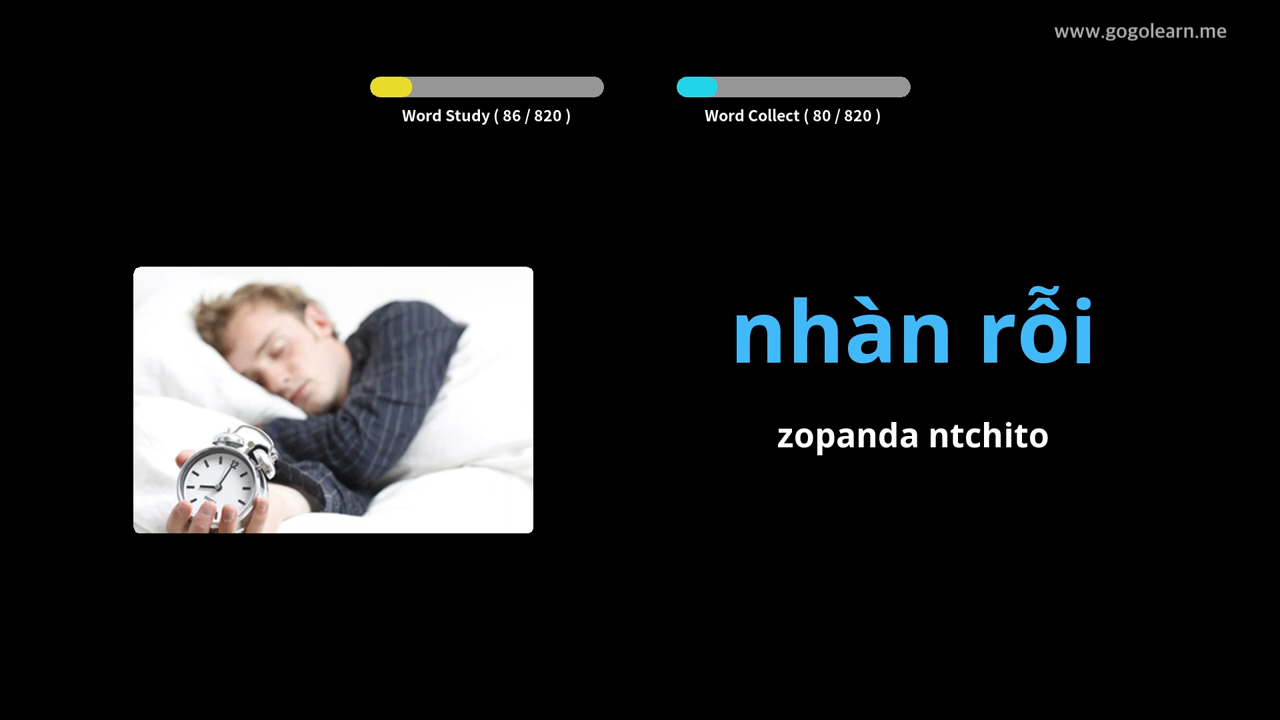 www.gogolearn.me
Word Study ( 86 / 820 )
Word Collect ( 80 / 820 )
nhàn rỗi
zopanda ntchito